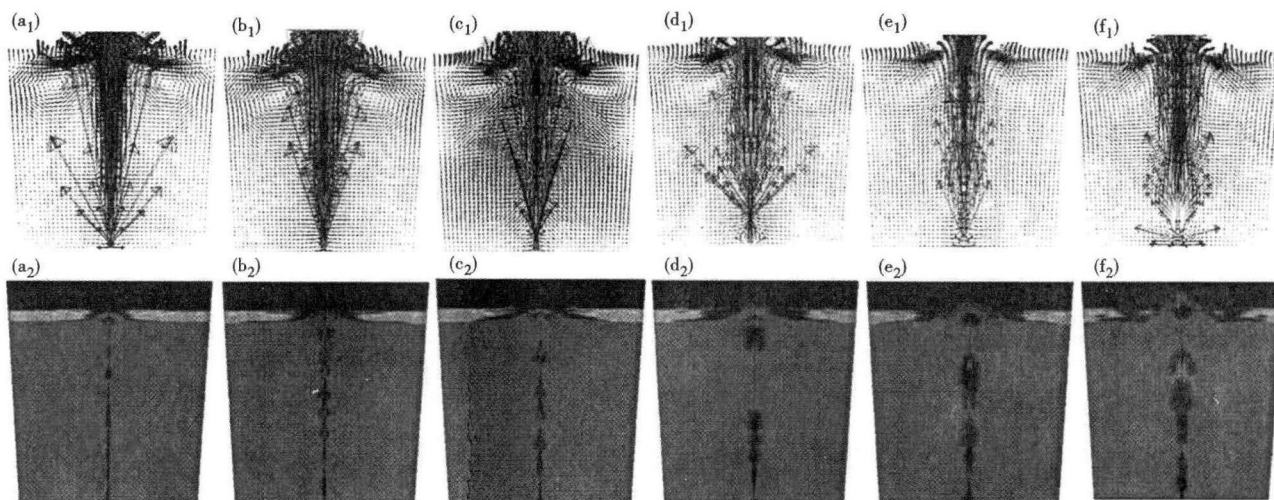 (a1) (b1) (c1) (d1) (e1) (f1)
(a2) (b2) (c2) (d2) (e2) (f2)